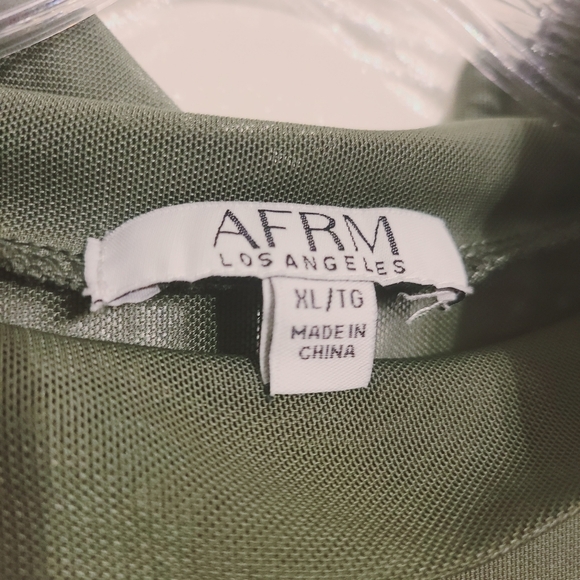 AFRM
LOS ANGELES
XL/TG
MADE IN
CHINA